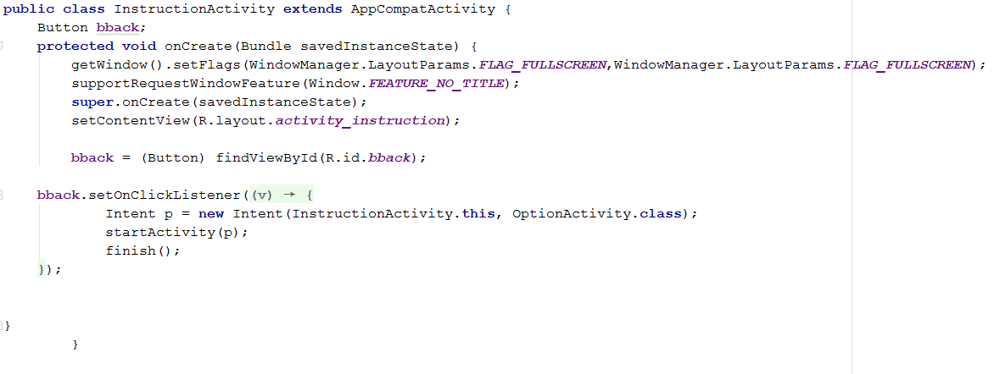 public class InstructionActivity extends AppCompatActivity {
Button bback;
protected void onCreate(Bundle savedInstanceState) {
getWindow().setFlags(WindowManager.LayoutParams.FLAG_FULLSCREEN,WindowManager.LayoutParams.FLAG_FULLSCREEN);
supportRequestWindowFeature(Window.FEATURE_NO_TITLE);
super.onCreate(savedInstanceState);
setContentView(R.layout.activity_instruction);
bback = (Button) findViewById(R.id.bback);
bback.setOnClickListener((v) → {
Intent p = new Intent(InstructionActivity.this, OptionActivity.class);
startActivity(p);
finish();
});
}
}